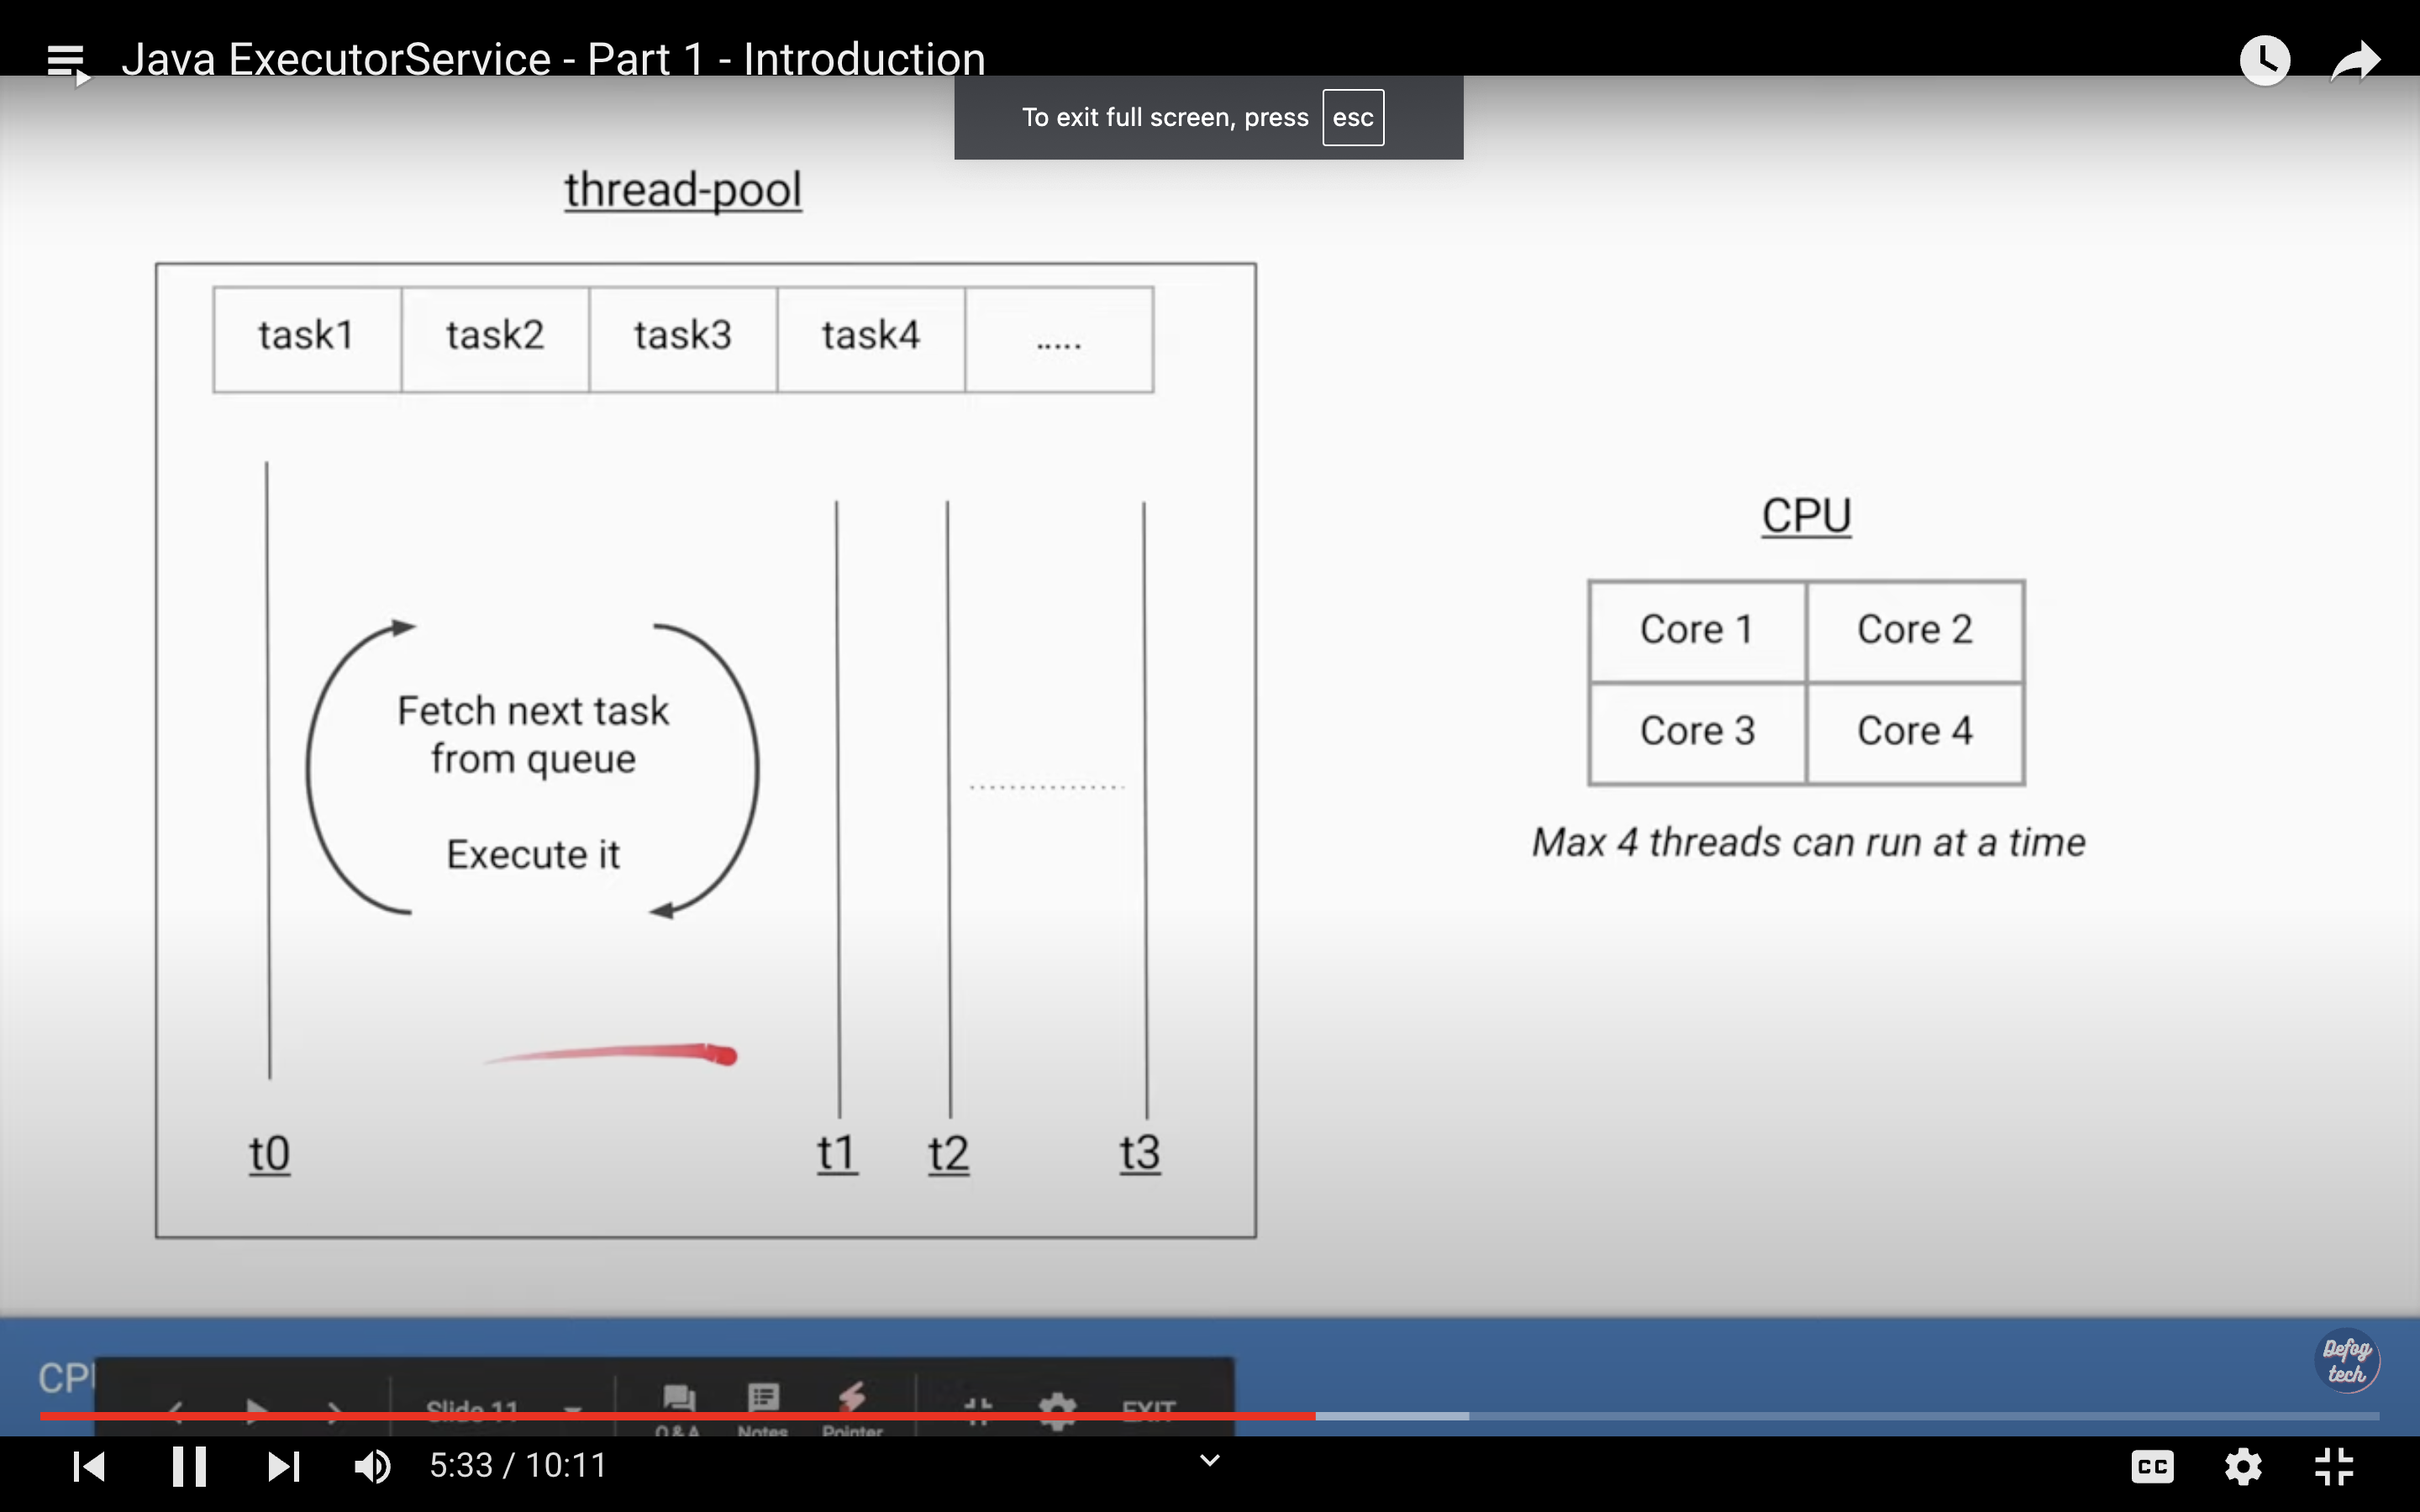 Java ExecutorService - Part 1 - Introduction
To exit full screen, press esc
thread-pool
task1 task2 task3 task4 .....
Fetch next task
from queue
Execute it
t0 t1 t2 t3
CPU
Core 1 Core 2
Core 3 Core 4
Max 4 threads can run at a time
Defog
tech
Slide 11
EXIT
Q & A Notes Pointer
5:33 / 10:11
CC